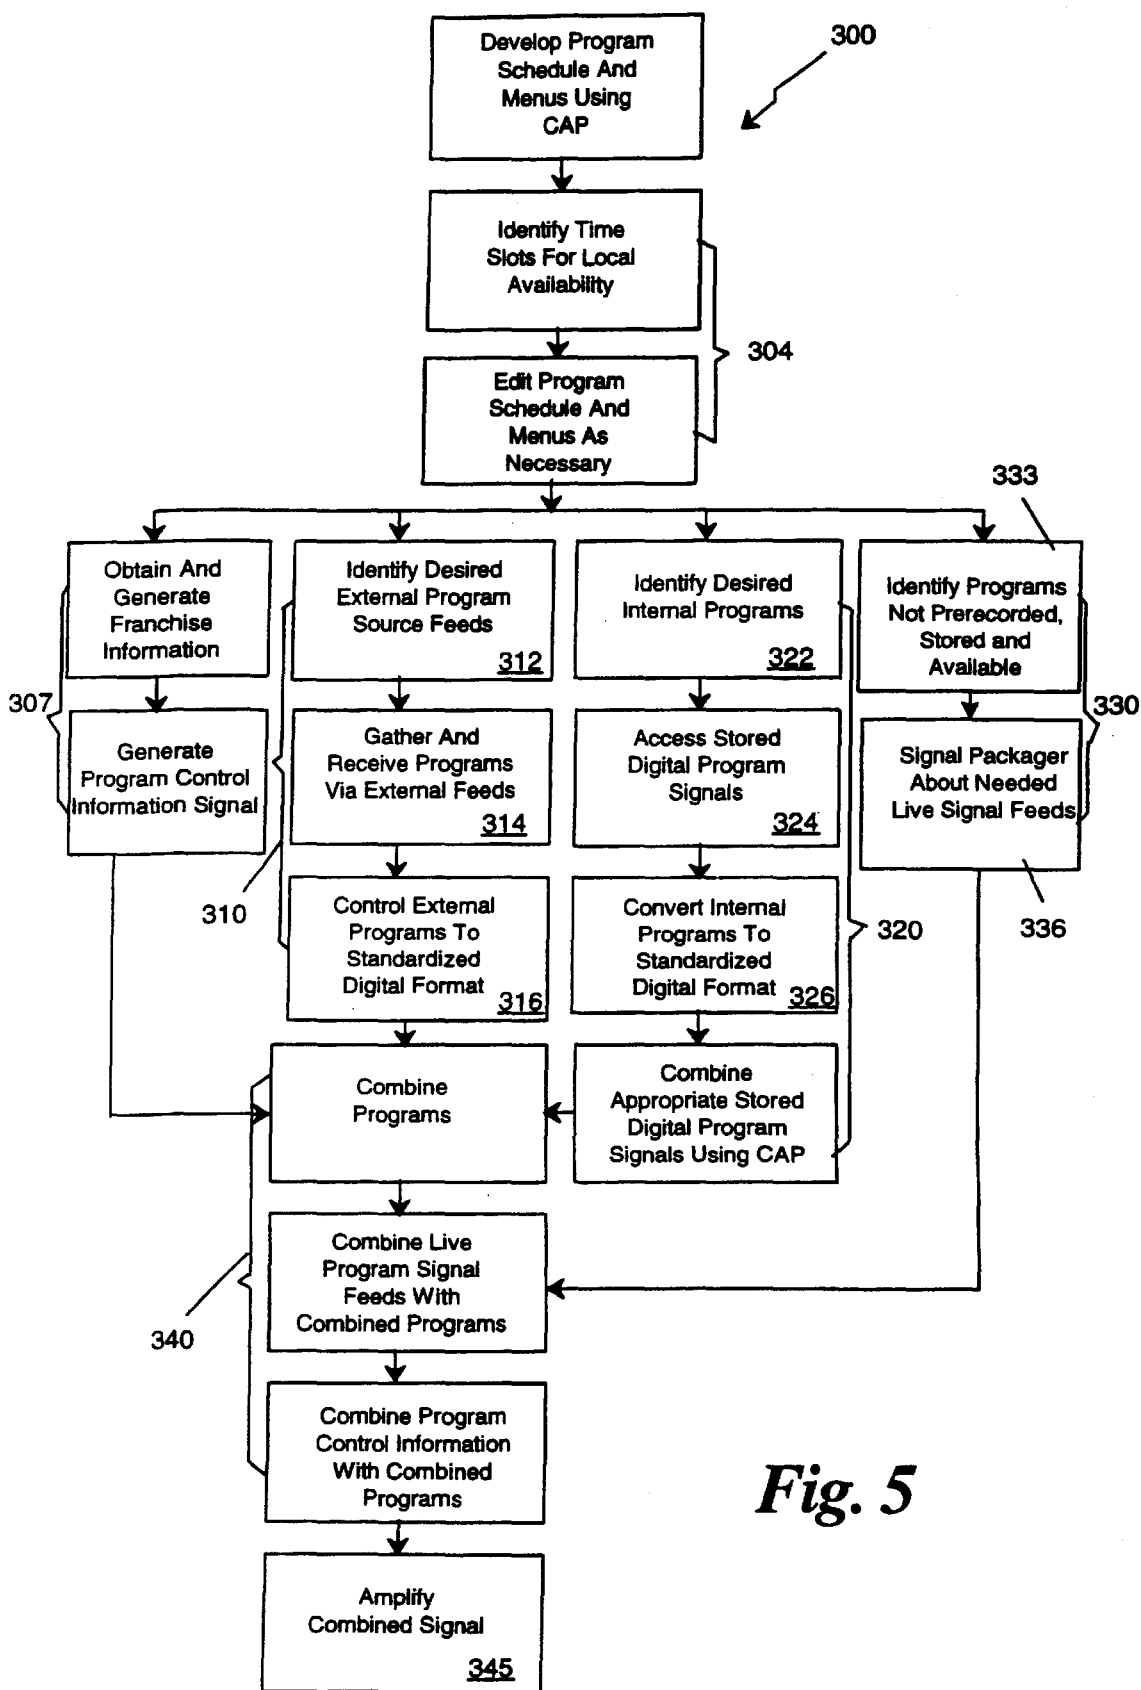 Develop Program
Schedule And
Menus Using
CAP
300
Identify Time
Slots For Local
Availability
304
Edit Program
Schedule And
Menus As
Necessary
333
Obtain And
Generate
Franchise
Information
Identify Desired
External Program
Source Feeds
312
Identify Desired
Internal Programs
322
Identify Programs
Not Prerecorded,
Stored and
Available
307
330
Generate
Program Control
Information Signal
Gather And
Receive Programs
Via External Feeds
314
Access Stored
Digital Program
Signals
324
Signal Packager
About Needed
Live Signal Feeds
310
Control External
Programs To
Standardized
Digital Format
316
Convert Internal
Programs To
Standardized
Digital Format
326
320
336
Combine
Programs
Combine
Appropriate Stored
Digital Program
Signals Using CAP
Combine Live
Program Signal
Feeds With
Combined Programs
340
Combine Program
Control Information
With Combined
Programs
Fig. 5
Amplify
Combined Signal
345